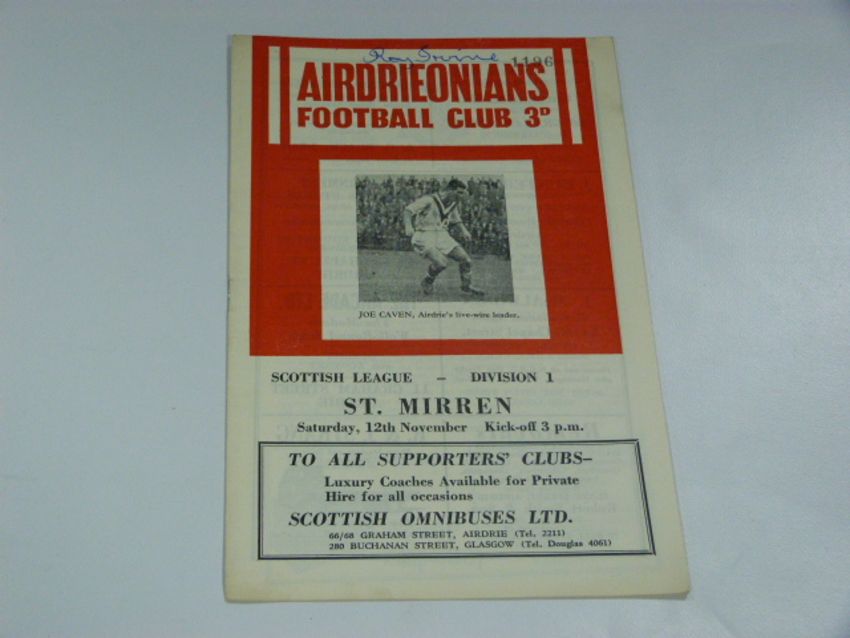 Roy Irvine 1196
AIRDRIEONIANS
FOOTBALL CLUB 3D
JOE CAVEN, Airdrie's live-wire leader.
SCOTTISH LEAGUE – DIVISION 1
ST. MIRREN
Saturday, 12th November Kick-off 3 p.m.
TO ALL SUPPORTERS' CLUBS–
Luxury Coaches Available for Private
Hire for all occasions
SCOTTISH OMNIBUSES LTD.
66/68 GRAHAM STREET, AIRDRIE (Tel. 2211)
280 BUCHANAN STREET, GLASGOW (Tel. Douglas 4061)